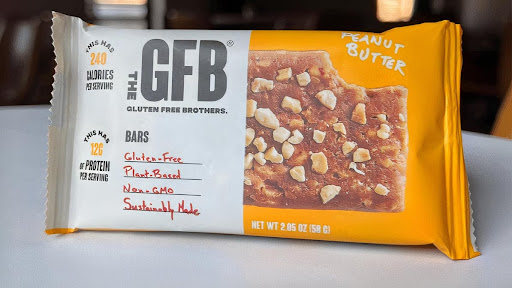 THIS HAS
240
CALORIES
PER SERVING
THIS HAS
12G
OF PROTEIN
PER SERVING
THE
GFB®
GLUTEN FREE BROTHERS.
BARS
Gluten-Free
Plant-Based
Non-GMO
Sustainably Made
PEANUT
BUTTER
NET WT 2.05 OZ (58 G)